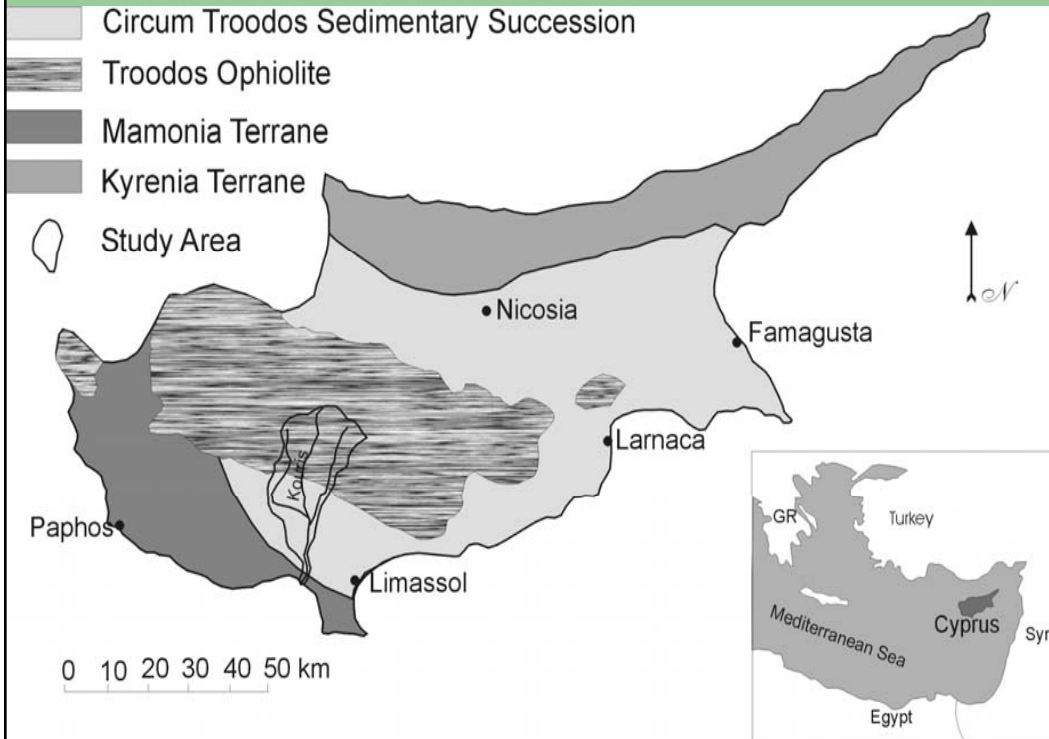 Circum Troodos Sedimentary Succession
Troodos Ophiolite
Mamonia Terrane
Kyrenia Terrane
Study Area
N
Nicosia
Famagusta
Larnaca
Kouris
Paphos
Limassol
0 10 20 30 40 50 km
GR
Turkey
Cyprus
Syr
Mediterranean Sea
Egypt